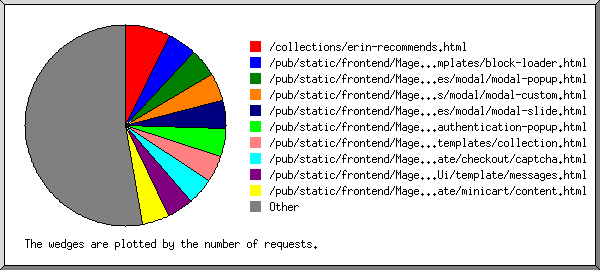 /collections/erin-recommends.html
/pub/static/frontend/Mage...mplates/block-loader.html
/pub/static/frontend/Mage...es/modal/modal-popup.html
/pub/static/frontend/Mage...s/modal/modal-custom.html
/pub/static/frontend/Mage...es/modal/modal-slide.html
/pub/static/frontend/Mage...authentication-popup.html
/pub/static/frontend/Mage...templates/collection.html
/pub/static/frontend/Mage...ate/checkout/captcha.html
/pub/static/frontend/Mage...Ui/template/messages.html
/pub/static/frontend/Mage...ate/minicart/content.html
Other
The wedges are plotted by the number of requests.